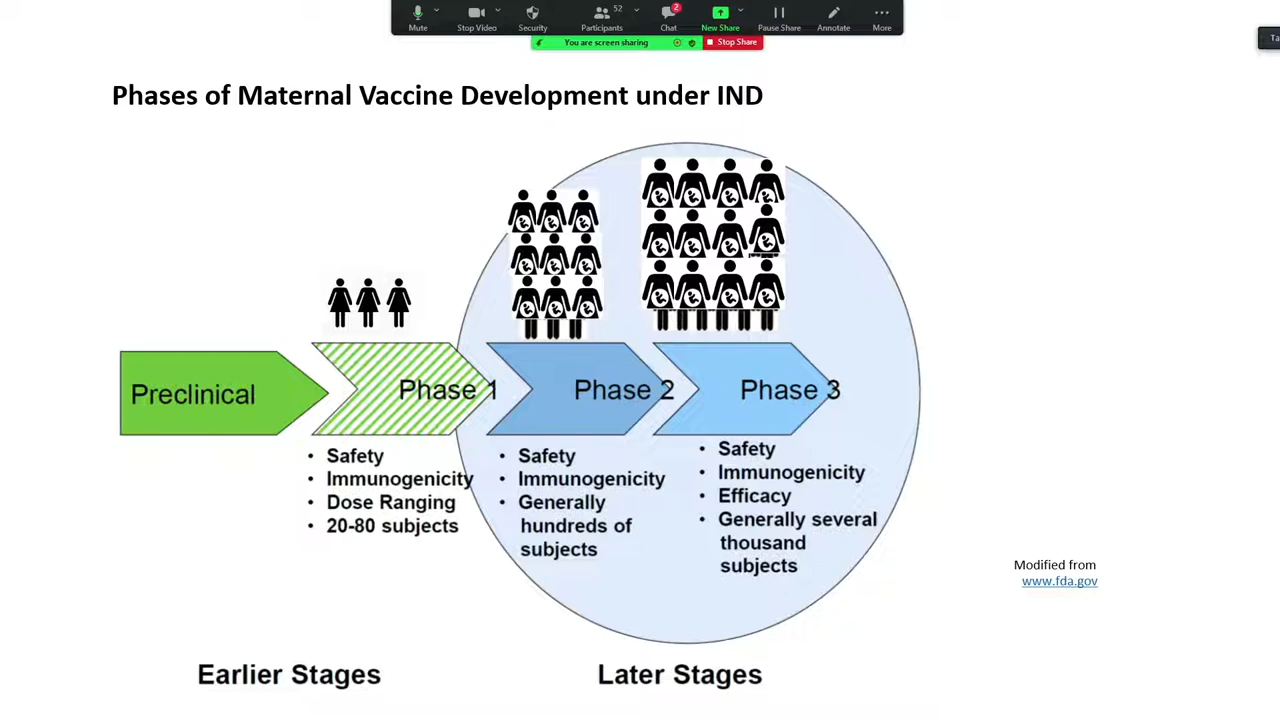 52
2
Mute
Stop Video
Security
Participants
Chat
New Share
Pause Share
Annotate
More
You are screen sharing
Stop Share
Ta
Phases of Maternal Vaccine Development under IND
Preclinical
Phase 1
Phase 2
Phase 3
• Safety
• Immunogenicity
• Dose Ranging
• 20-80 subjects
• Safety
• Immunogenicity
• Generally
hundreds of
subjects
• Safety
• Immunogenicity
• Efficacy
• Generally several
thousand
subjects
Modified from
www.fda.gov
Earlier Stages
Later Stages